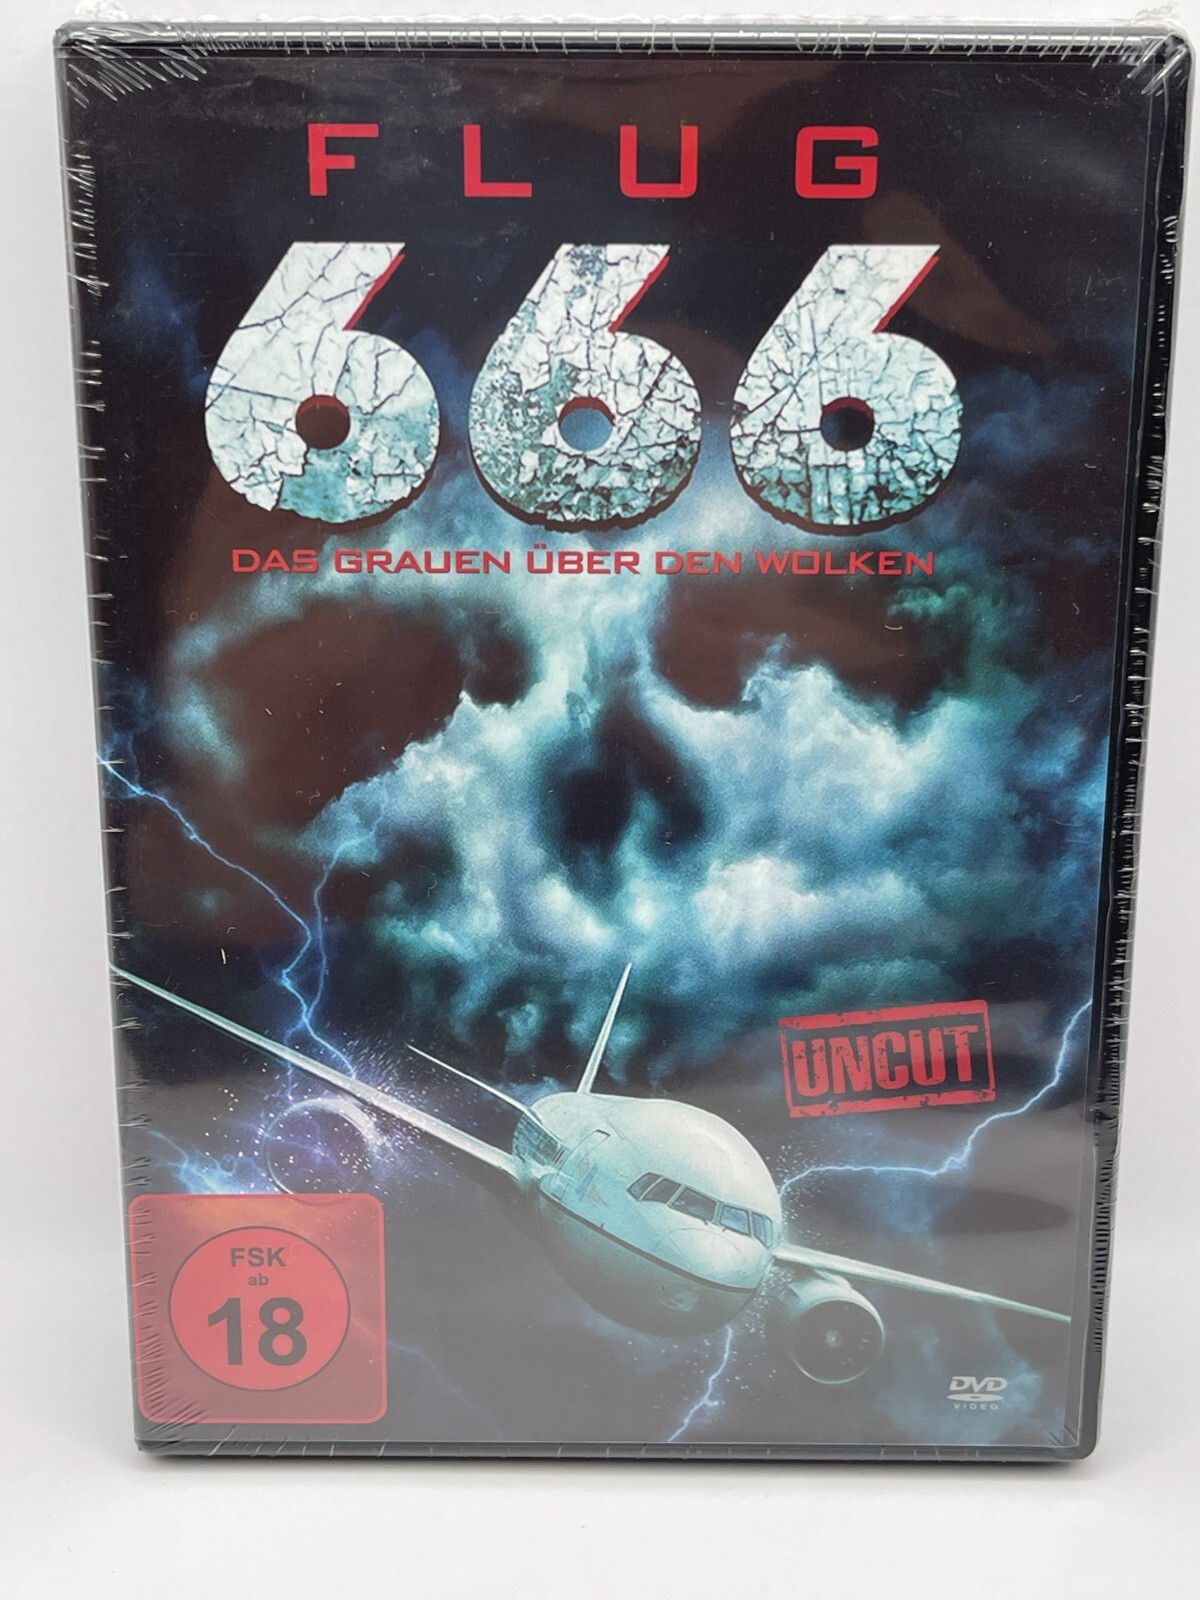 FLUG
666
DAS GRAUEN ÜBER DEN WOLKEN
UNCUT
FSK
ab
18
DVD
VIDEO